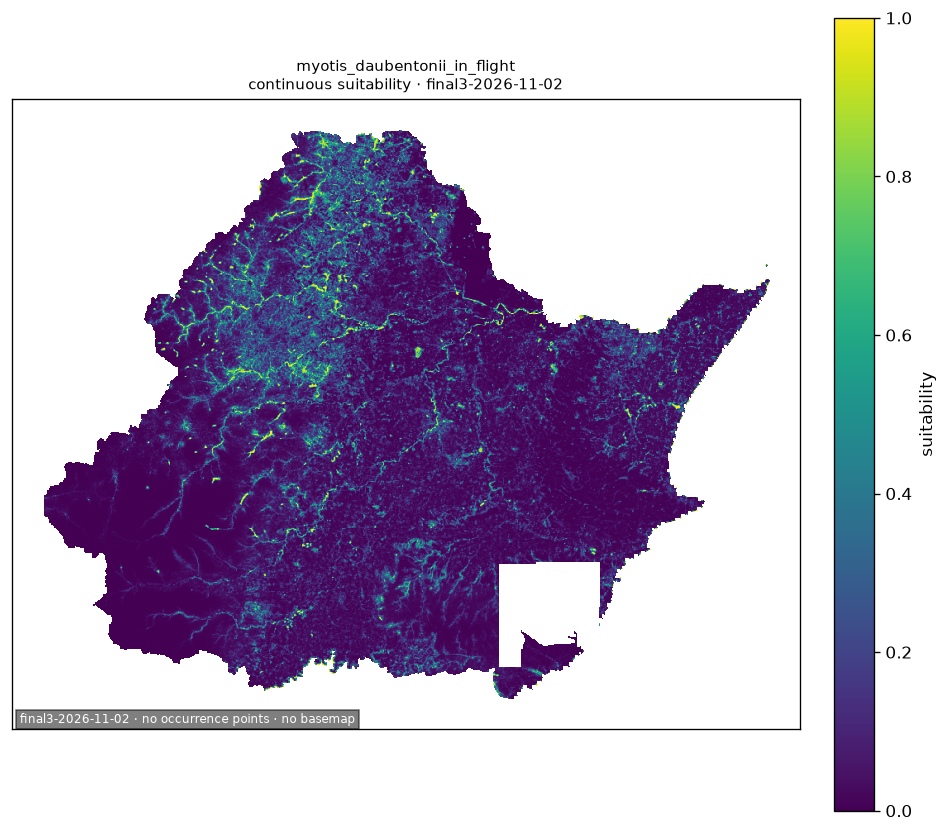 myotis_daubentonii_in_flight
continuous suitability · final3-2026-11-02
1.0
0.8
0.6
0.4
0.2
0.0
suitability
final3-2026-11-02 · no occurrence points · no basemap